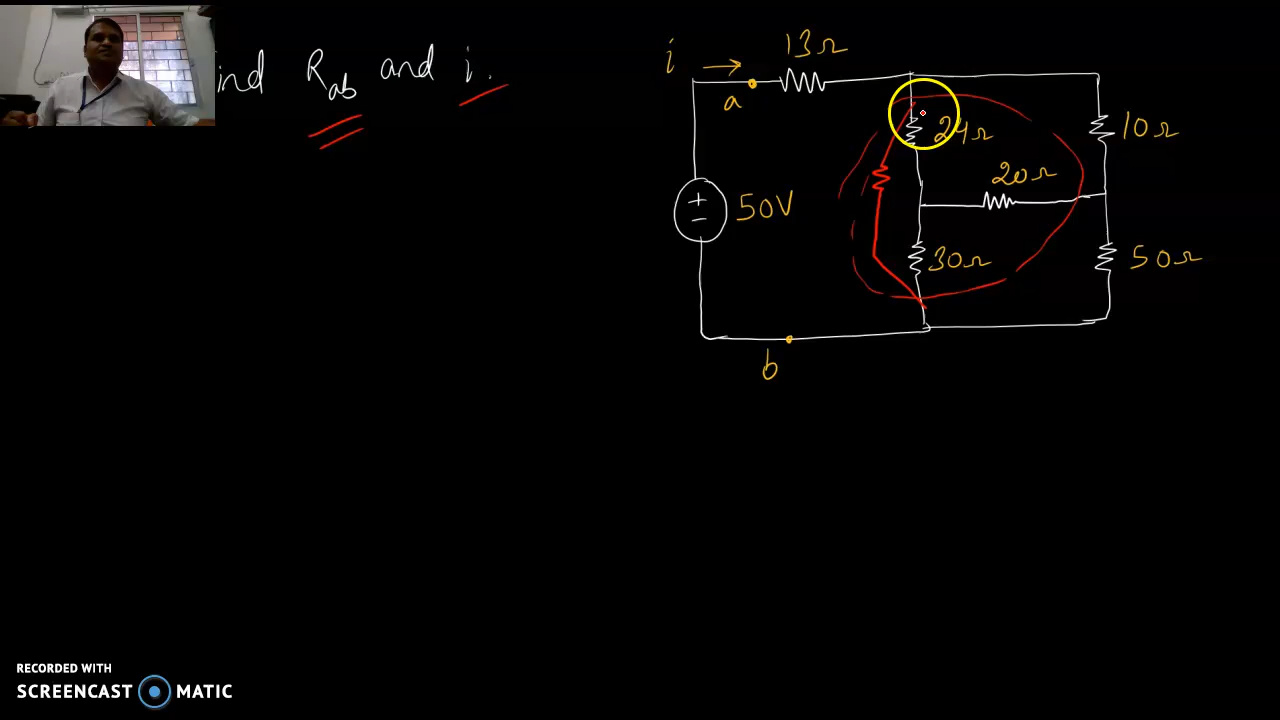 ind Rab and i.
i → 13Ω
a
24Ω
10Ω
20Ω
50V
30Ω
50Ω
b
RECORDED WITH
SCREENCAST MATIC